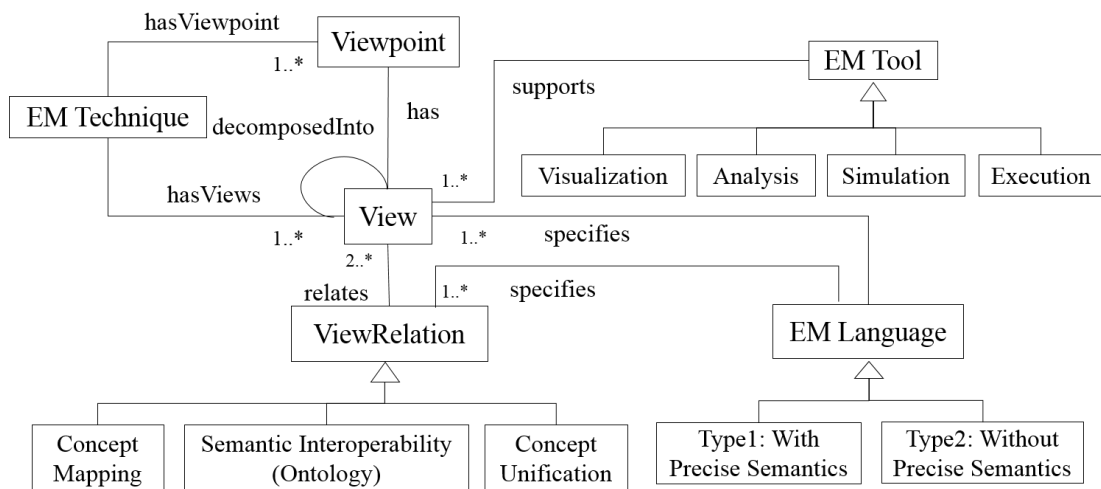 hasViewpoint
Viewpoint
1..*
EM Tool
supports
EM Technique
decomposedInto
has
Visualization
Analysis
Simulation
Execution
hasViews
1..*
View
1..*
1..*
specifies
2..*
relates
1..*
specifies
ViewRelation
EM Language
Concept
Mapping
Semantic Interoperability
(Ontology)
Concept
Unification
Type1: With
Precise Semantics
Type2: Without
Precise Semantics